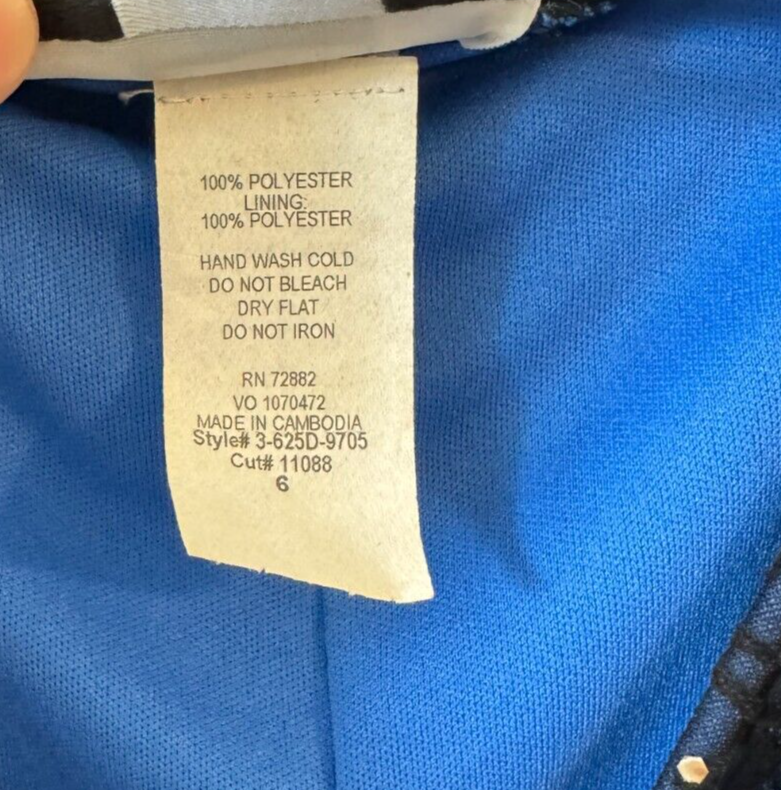 100% POLYESTER
LINING:
100% POLYESTER
HAND WASH COLD
DO NOT BLEACH
DRY FLAT
DO NOT IRON
RN 72882
VO 1070472
MADE IN CAMBODIA
Style# 3-625D-9705
Cut# 11088
6